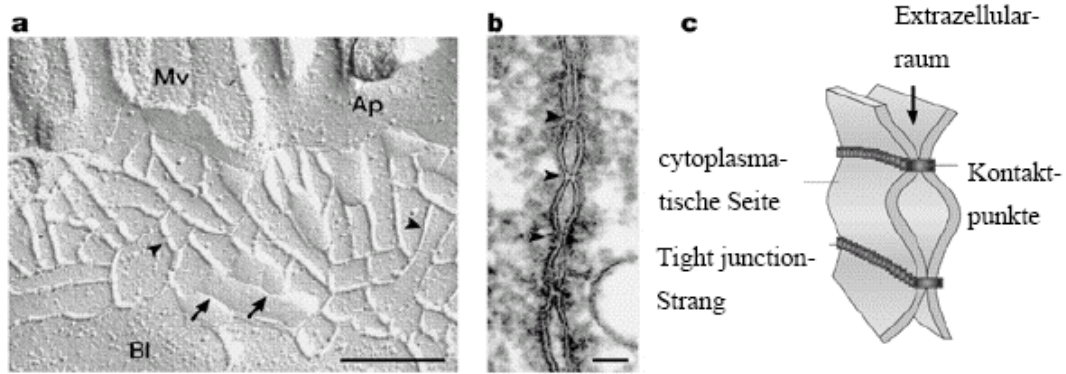 a
b
c
Mv
Ap
Bl
Extrazellular-
raum
cytoplasma-
tische Seite
Kontakt-
punkte
Tight junction-
Strang